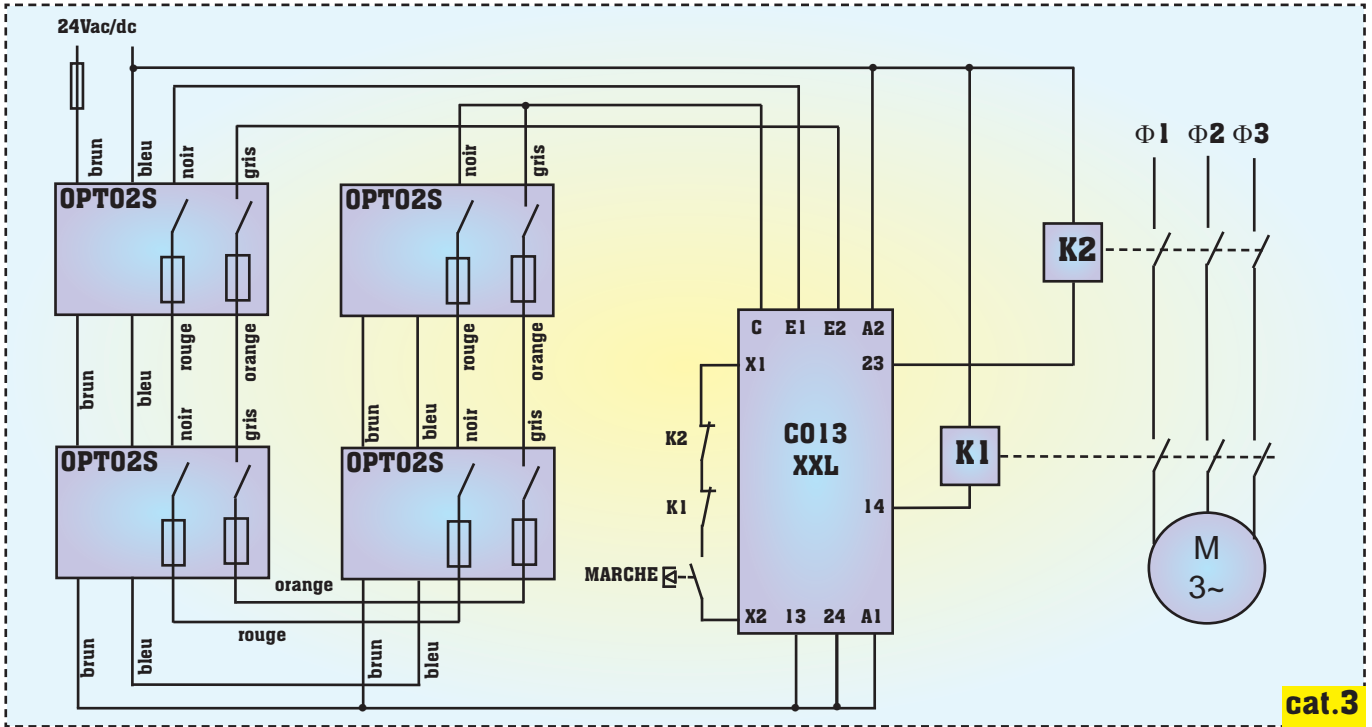 24Vac/dc
brun
bleu
noir
gris
noir
gris
Φ1 Φ2 Φ3
OPTO2S
OPTO2S
K2
C E1 E2 A2
brun
bleu
rouge
orange
brun
bleu
rouge
orange
X1
23
noir
gris
noir
gris
K2
CO13
XXL
K1
OPTO2S
OPTO2S
K1
14
MARCHE
M
3~
orange
X2 13 24 A1
rouge
brun
bleu
brun
bleu
cat.3